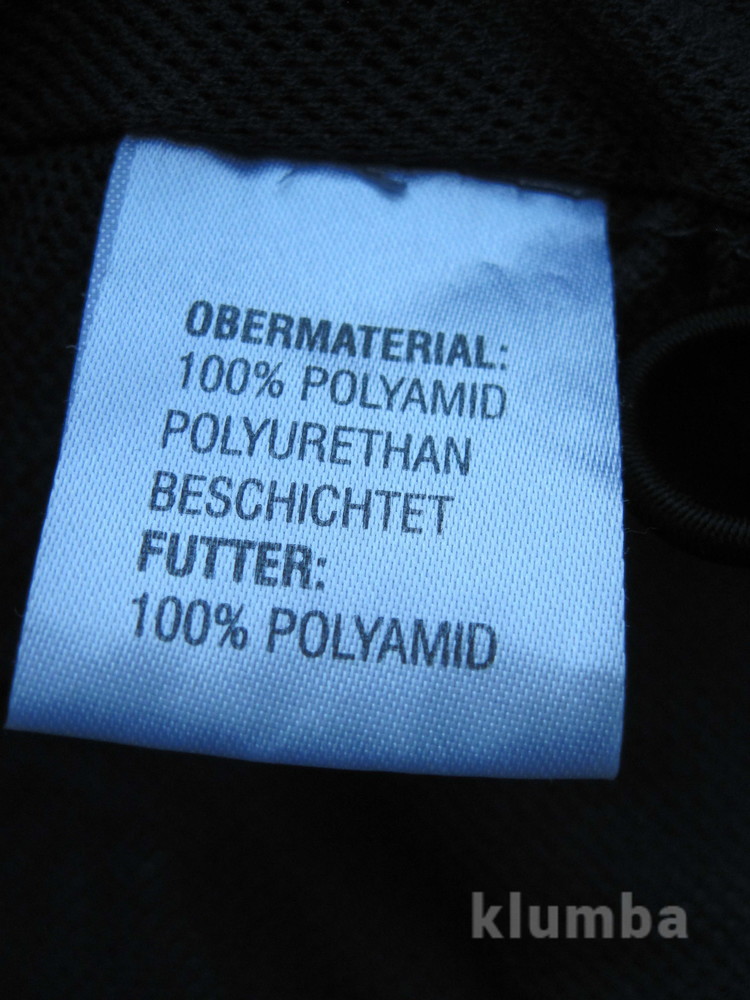 OBERMATERIAL:
100% POLYAMID
POLYURETHAN
BESCHICHTET
FUTTER:
100% POLYAMID
klumba